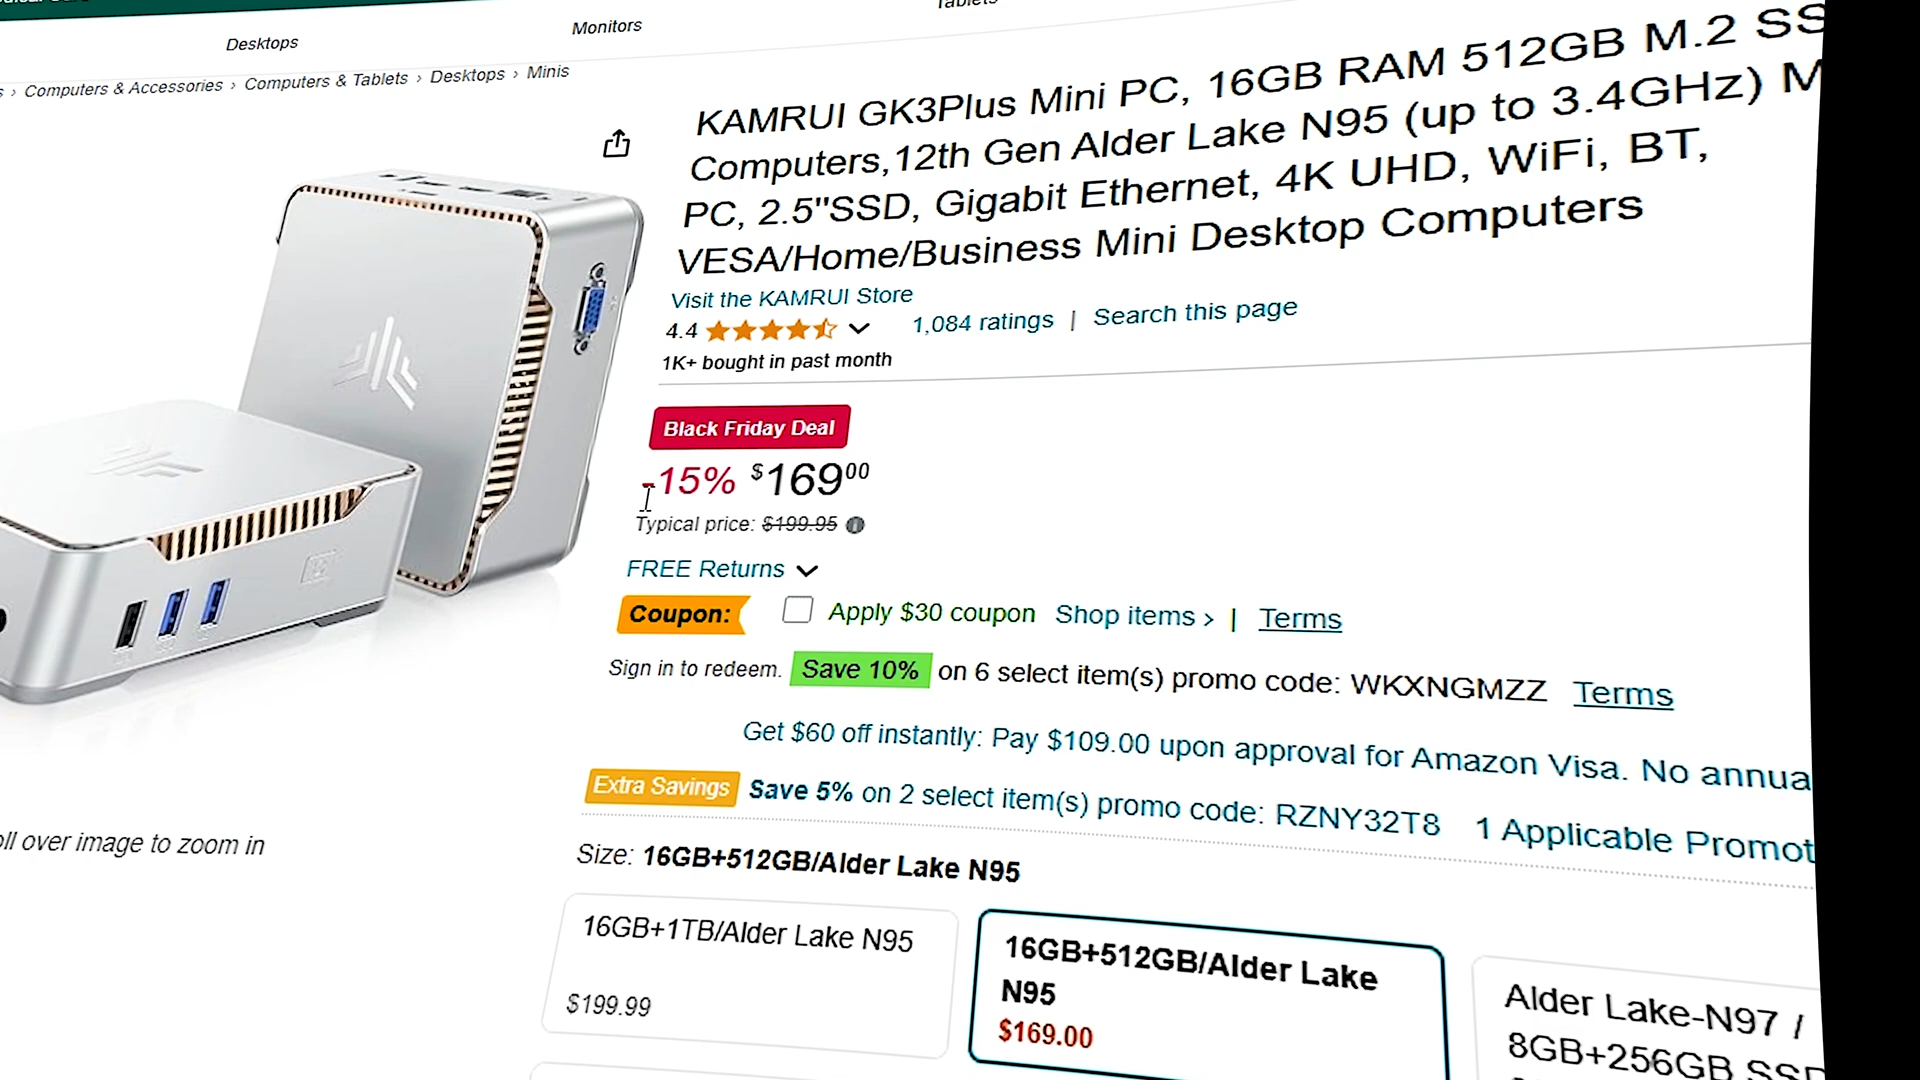 Desktops
Monitors
Tablets
Computers & Accessories › Computers & Tablets › Desktops › Minis
KAMRUI GK3Plus Mini PC, 16GB RAM 512GB M.2
Computers,12th Gen Alder Lake N95 (up to 3.4GHz)
PC, 2.5''SSD, Gigabit Ethernet, 4K UHD, WiFi, BT,
VESA/Home/Business Mini Desktop Computers
Visit the KAMRUI Store
4.4 1,084 ratings | Search this page
1K+ bought in past month
Black Friday Deal
-15% $16900
Typical price: $199.95
FREE Returns
Coupon: Apply $30 coupon Shop items › | Terms
Sign in to redeem. Save 10% on 6 select item(s) promo code: WKXNGMZZ Terms
Get $60 off instantly: Pay $109.00 upon approval for Amazon Visa. No annua
Extra Savings Save 5% on 2 select item(s) promo code: RZNY32T8 1 Applicable Promot
Size: 16GB+512GB/Alder Lake N95
16GB+1TB/Alder Lake N95
$199.99
16GB+512GB/Alder Lake
N95
$169.00
Alder Lake-N97 /
8GB+256GB SSD
oll over image to zoom in